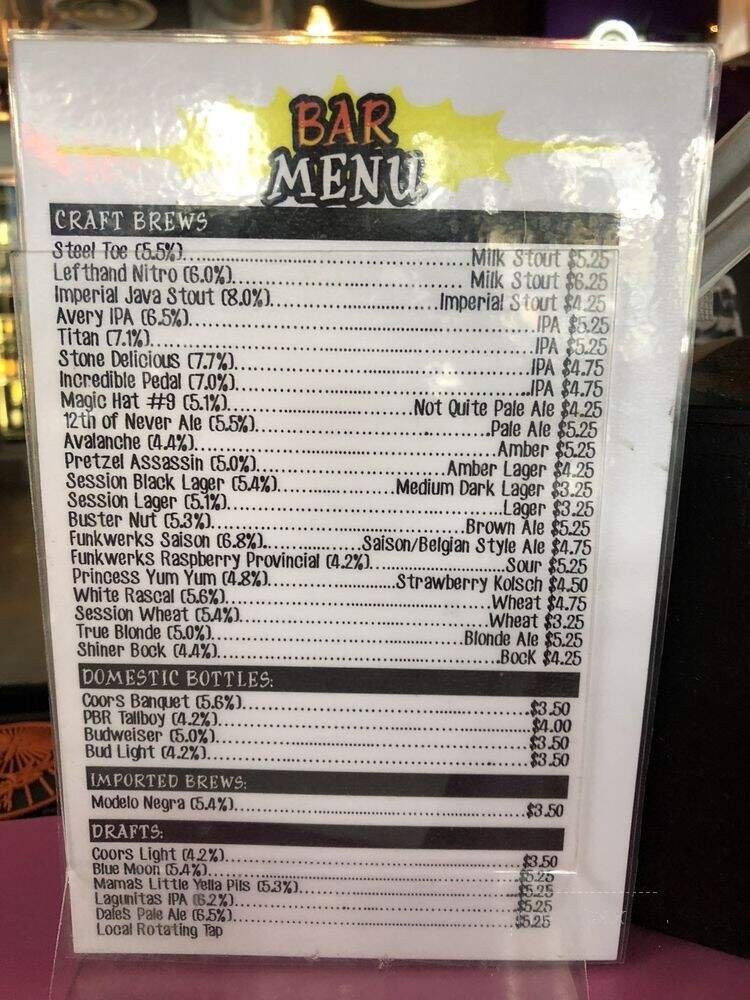 BAR
MENU
CRAFT BREWS
Steel Toe (5.5%)..........Milk Stout $5.25
Lefthand Nitro (6.0%)..........Milk Stout $6.25
Imperial Java Stout (8.0%)..........Imperial Stout $4.25
Avery IPA (6.5%)..........IPA $5.25
Titan (7.1%)..........IPA $5.25
Stone Delicious (7.7%)..........IPA $4.75
Incredible Pedal (7.0%)..........IPA $4.75
Magic Hat #9 (5.1%)..........Not Quite Pale Ale $4.25
12th of Never Ale (5.5%)..........Pale Ale $5.25
Avalanche (4.4%)..........Amber $5.25
Pretzel Assassin (5.0%)..........Amber Lager $4.25
Session Black Lager (5.4%)..........Medium Dark Lager $3.25
Session Lager (5.1%)..........Lager $3.25
Buster Nut (5.3%)..........Brown Ale $5.25
Funkwerks Saison (6.8%)..........Saison/Belgian Style Ale $4.75
Funkwerks Raspberry Provincial (4.2%)..........Sour $5.25
Princess Yum Yum (4.8%)..........Strawberry Kolsch $4.50
White Rascal (5.6%)..........Wheat $4.75
Session Wheat (5.4%)..........Wheat $3.25
True Blonde (5.0%)..........Blonde Ale $5.25
Shiner Bock (4.4%)..........Bock $4.25
DOMESTIC BOTTLES:
Coors Banquet (5.6%)..........$3.50
PBR Tallboy (4.2%)..........$4.00
Budweiser (5.0%)..........$3.50
Bud Light (4.2%)..........$3.50
IMPORTED BREWS:
Modelo Negra (5.4%)..........$3.50
DRAFTS:
Coors Light (4.2%)..........$3.50
Blue Moon (5.4%)..........$5.25
Mama's Little Yella Pils (5.3%)..........$5.25
Lagunitas IPA (6.2%)..........$5.25
Dale's Pale Ale (6.5%)..........$5.25
Local Rotating Tap